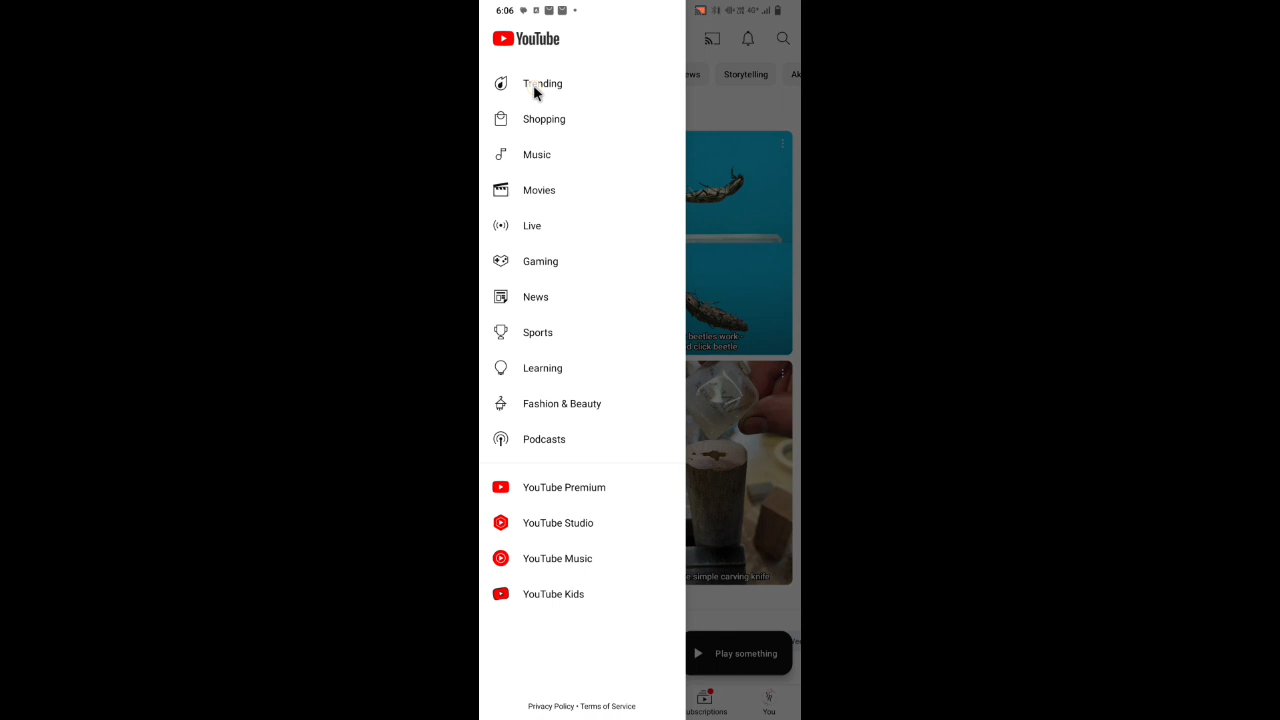 6:06
4G+
YouTube
Trending
Storytelling
Shopping
Music
Movies
Live
Gaming
News
Sports
beetles work-
d click beetle
Learning
Fashion & Beauty
Podcasts
YouTube Premium
YouTube Studio
YouTube Music
e simple carving knife
YouTube Kids
Play something
Privacy Policy • Terms of Service
ubscriptions
You